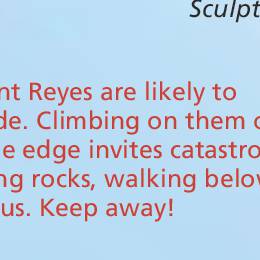 Sculpt
nt Reyes are likely to
de. Climbing on them o
e edge invites catastro
ng rocks, walking below
us. Keep away!